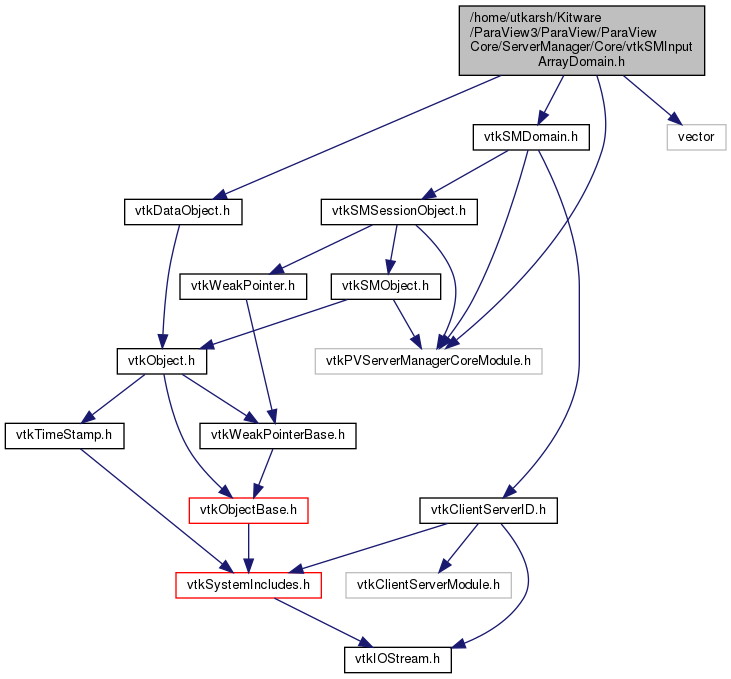 /home/utkarsh/Kitware
/ParaView3/ParaView/ParaView
Core/ServerManager/Core/vtkSMInput
ArrayDomain.h
vtkSMDomain.h
vector
vtkDataObject.h
vtkSMSessionObject.h
vtkWeakPointer.h
vtkSMObject.h
vtkObject.h
vtkPVServerManagerCoreModule.h
vtkTimeStamp.h
vtkWeakPointerBase.h
vtkObjectBase.h
vtkClientServerID.h
vtkSystemIncludes.h
vtkClientServerModule.h
vtkIOStream.h